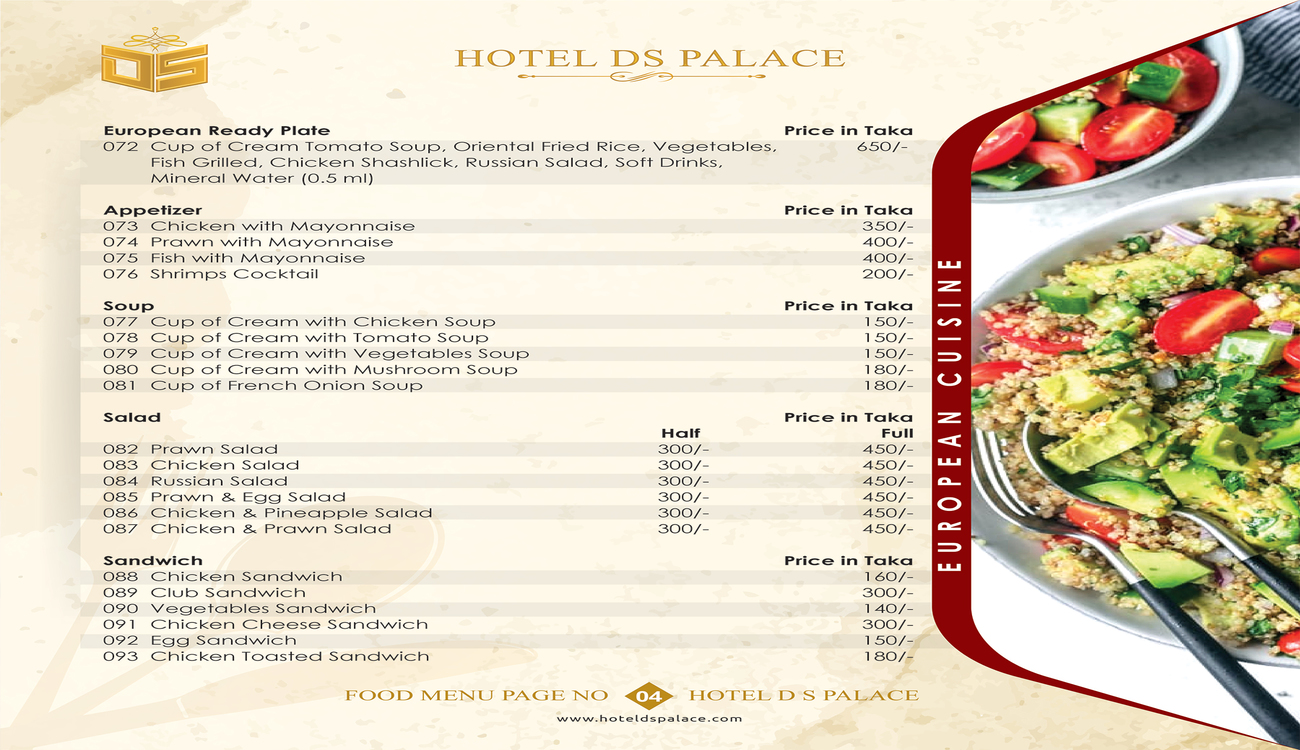 DS
HOTEL DS PALACE
European Ready Plate Price in Taka
072 Cup of Cream Tomato Soup, Oriental Fried Rice, Vegetables, 650/-
Fish Grilled, Chicken Shashlick, Russian Salad, Soft Drinks,
Mineral Water (0.5 ml)
Appetizer Price in Taka
073 Chicken with Mayonnaise 350/-
074 Prawn with Mayonnaise 400/-
075 Fish with Mayonnaise 400/-
076 Shrimps Cocktail 200/-
Soup Price in Taka
077 Cup of Cream with Chicken Soup 150/-
078 Cup of Cream with Tomato Soup 150/-
079 Cup of Cream with Vegetables Soup 150/-
080 Cup of Cream with Mushroom Soup 180/-
081 Cup of French Onion Soup 180/-
Salad Price in Taka
Half Full
082 Prawn Salad 300/- 450/-
083 Chicken Salad 300/- 450/-
084 Russian Salad 300/- 450/-
085 Prawn & Egg Salad 300/- 450/-
086 Chicken & Pineapple Salad 300/- 450/-
087 Chicken & Prawn Salad 300/- 450/-
Sandwich Price in Taka
088 Chicken Sandwich 160/-
089 Club Sandwich 300/-
090 Vegetables Sandwich 140/-
091 Chicken Cheese Sandwich 300/-
092 Egg Sandwich 150/-
093 Chicken Toasted Sandwich 180/-
EUROPEAN CUISINE
FOOD MENU PAGE NO 04 HOTEL D S PALACE
www.hoteldspalace.com